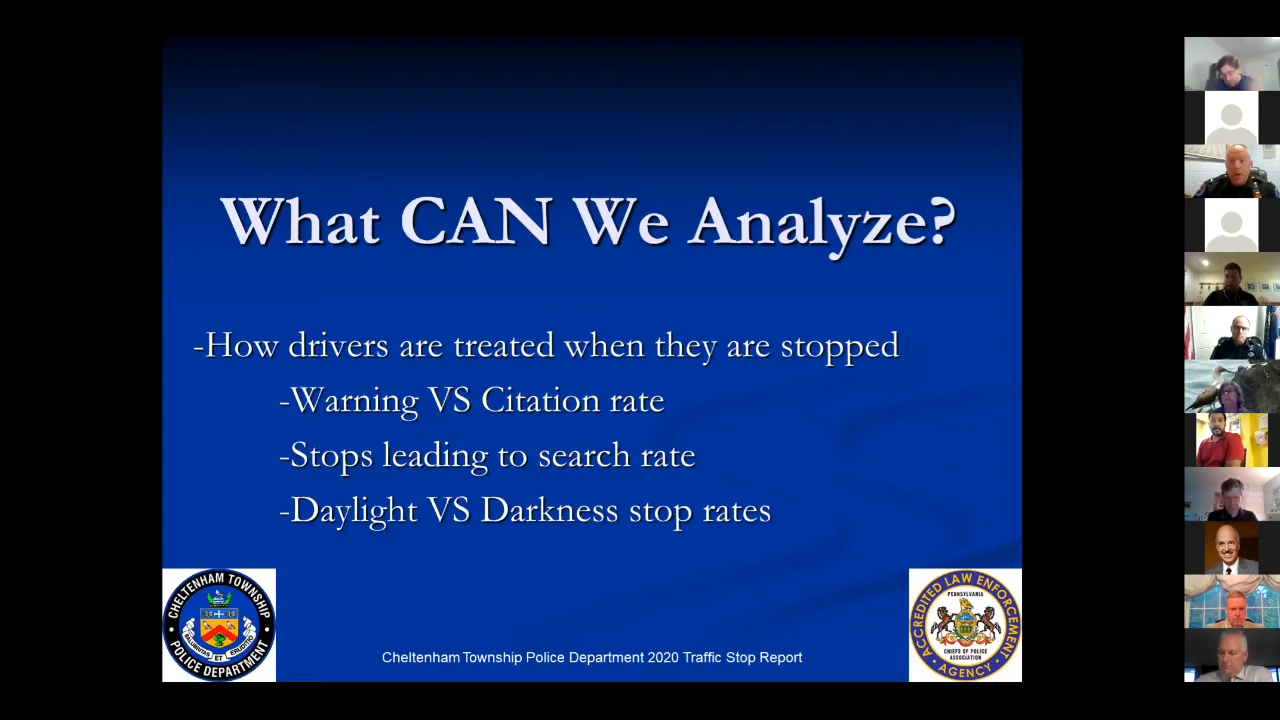 What CAN We Analyze?
-How drivers are treated when they are stopped
-Warning VS Citation rate
-Stops leading to search rate
-Daylight VS Darkness stop rates
CHELTENHAM TOWNSHIP
POLICE DEPARTMENT
Cheltenham Township Police Department 2020 Traffic Stop Report
ACCREDITED LAW ENFORCEMENT
PENNSYLVANIA
CHIEFS OF POLICE
ASSOCIATION
AGENCY